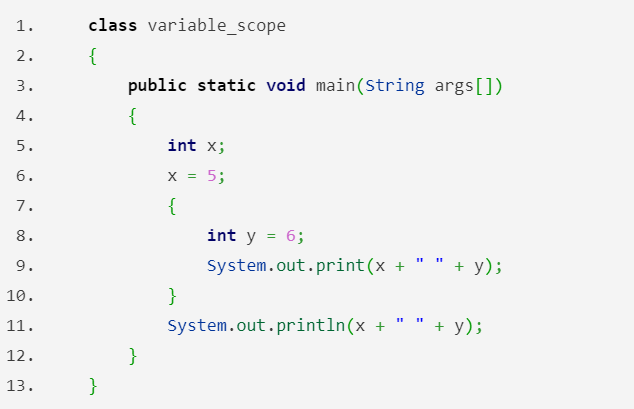 1. class variable_scope
2. {
3. public static void main(String args[])
4. {
5. int x;
6. x = 5;
7. {
8. int y = 6;
9. System.out.print(x + " " + y);
10. }
11. System.out.println(x + " " + y);
12. }
13. }